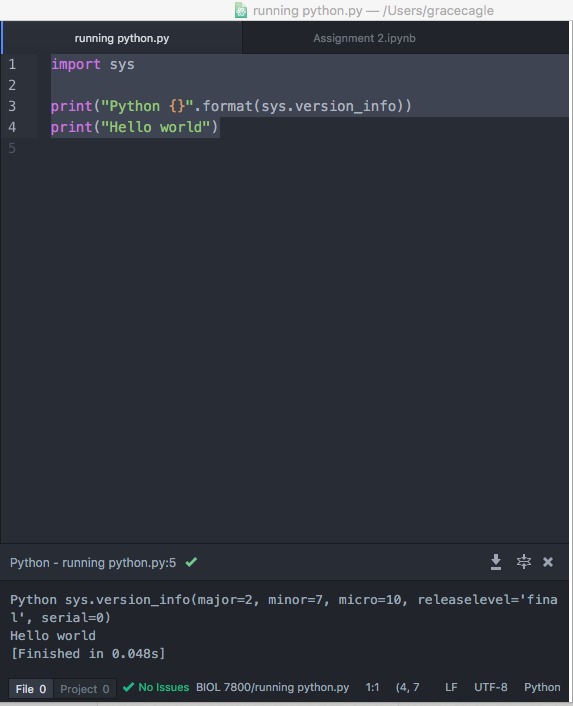 running python.py — /Users/gracecagle
running python.py
Assignment 2.ipynb
1 import sys
2
3 print("Python {}".format(sys.version_info))
4 print("Hello world")
5
Python - running python.py:5
Python sys.version_info(major=2, minor=7, micro=10, releaselevel='fina
l', serial=0)
Hello world
[Finished in 0.048s]
File 0 Project 0 No Issues BIOL 7800/running python.py 1:1 (4, 7 LF UTF-8 Python